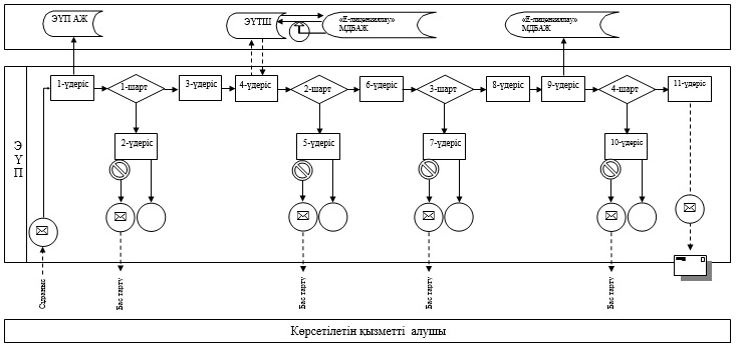 ЭҮП АЖ
ЭҮТШ
«Е-лицензиялау»
МДБАЖ
«Е-лицензиялау»
МДБАЖ
1-үдеріс
1-шарт
3-үдеріс
4-үдеріс
2-шарт
6-үдеріс
3-шарт
8-үдеріс
9-үдеріс
4-шарт
11-үдеріс
2-үдеріс
5-үдеріс
7-үдеріс
10-үдеріс
ЭҮП
Сұраныс
Бас тарту
Бас тарту
Бас тарту
Бас тарту
Көрсетілетін қызметті алушы